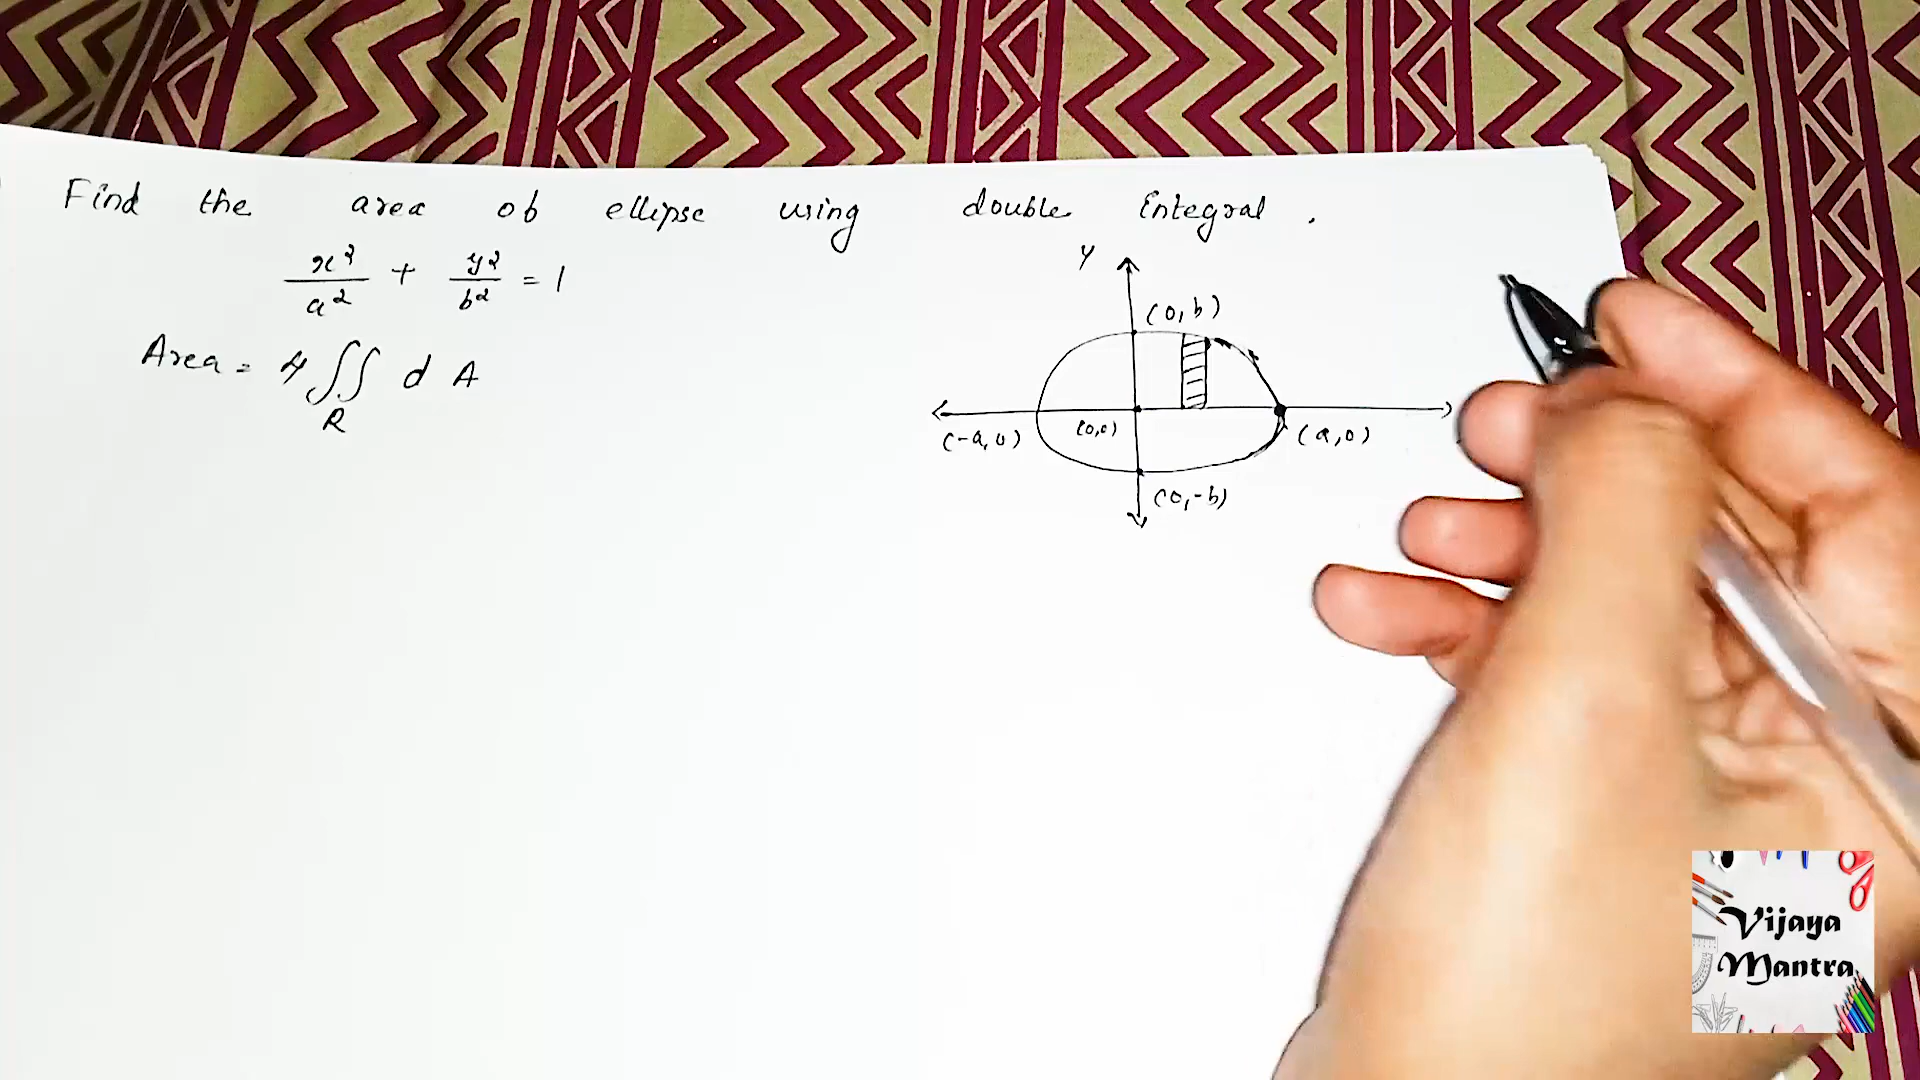 Find the area of ellipse using double integral.
x²/a² + y²/b² = 1
Area = 4 ∬ d A
R
Y
(0,b)
(-a,0)
(0,0)
(a,0)
(0,-b)
Vijaya
Mantra